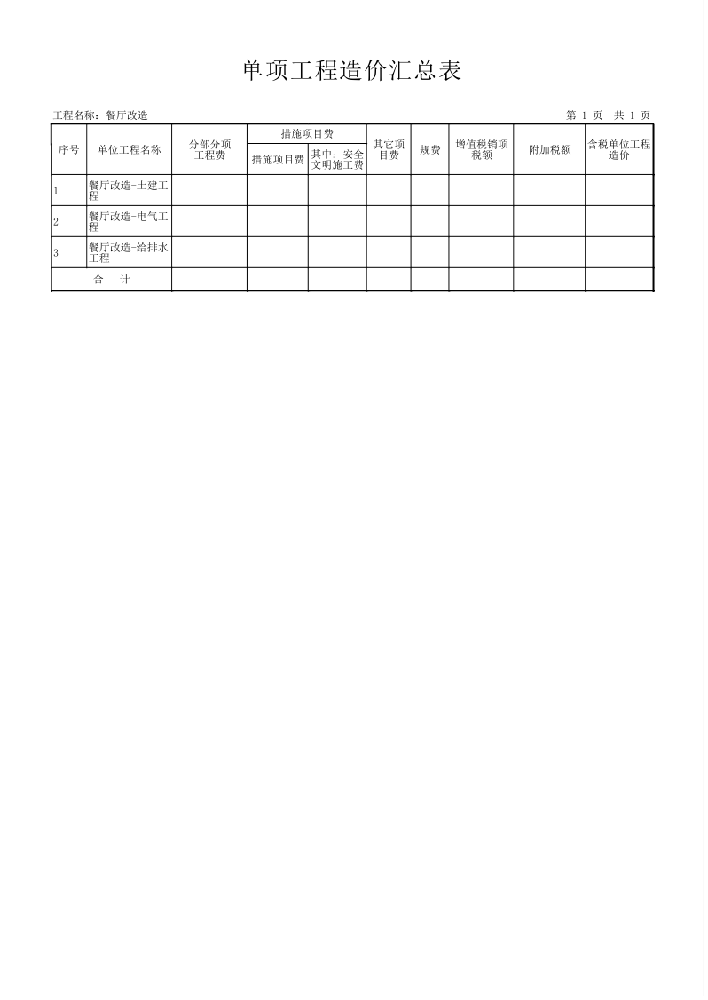 单项工程造价汇总表
工程名称：餐厅改造
第 1 页 共 1 页
序号
单位工程名称
分部分项
工程费
措施项目费
措施项目费
其中：安全
文明施工费
其它项
目费
规费
增值税销项
税额
附加税额
含税单位工程
造价
1
餐厅改造-土建工
程
2
餐厅改造-电气工
程
3
餐厅改造-给排水
工程
合 计